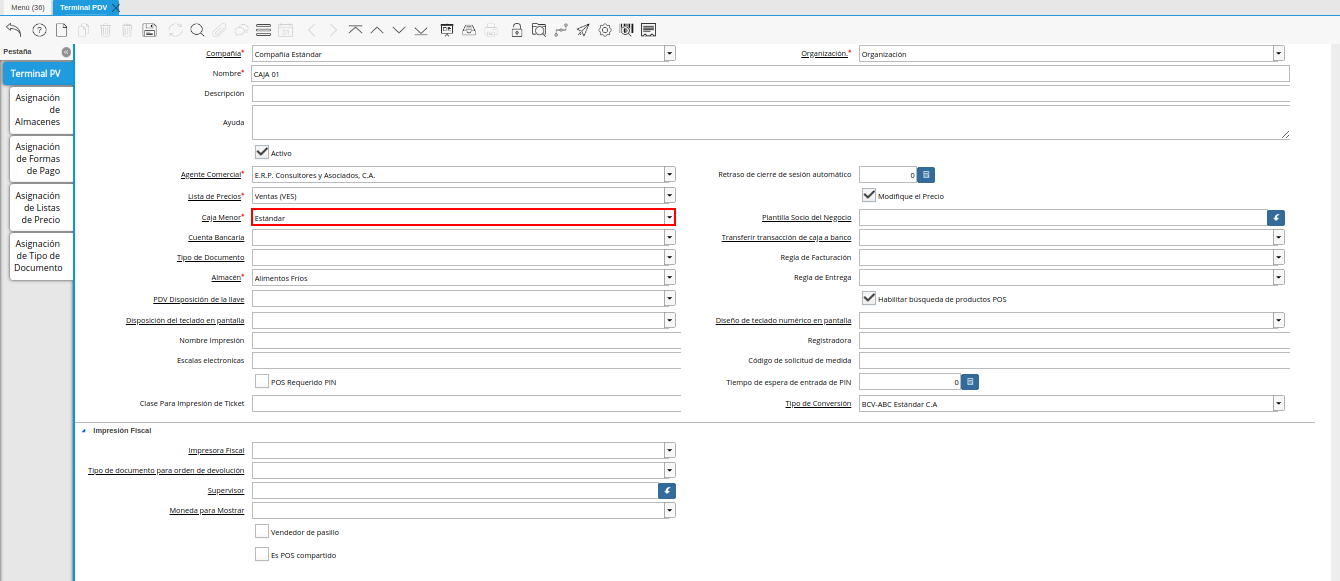 Menú (36) Terminal PDV
Pestaña
Compañía* Compañía Estándar Organización.* Organización
Terminal PV
Nombre* CAJA 01
Descripción
Asignación
de
Almacenes
Ayuda
Activo
Asignación
de Formas
de Pago
Agente Comercial* E.R.P. Consultores y Asociados, C.A. Retraso de cierre de sesión automático 0
Asignación
de Listas
de Precio
Lista de Precios* Ventas (VES) Modifique el Precio
Caja Menor* Estándar Plantilla Socio del Negocio
Cuenta Bancaria Transferir transacción de caja a banco
Asignación
de Tipo de
Documento
Tipo de Documento Regla de Facturación
Almacén* Alimentos Fríos Regla de Entrega
PDV Disposición de la llave Habilitar búsqueda de productos POS
Disposición del teclado en pantalla Diseño de teclado numérico en pantalla
Nombre Impresión Registradora
Escalas electronicas Código de solicitud de medida
POS Requerido PIN Tiempo de espera de entrada de PIN 0
Clase Para Impresión de Ticket Tipo de Conversión BCV-ABC Estándar C.A
Impresión Fiscal
Impresora Fiscal
Tipo de documento para orden de devolución
Supervisor
Moneda para Mostrar
Vendedor de pasillo
Es POS compartido